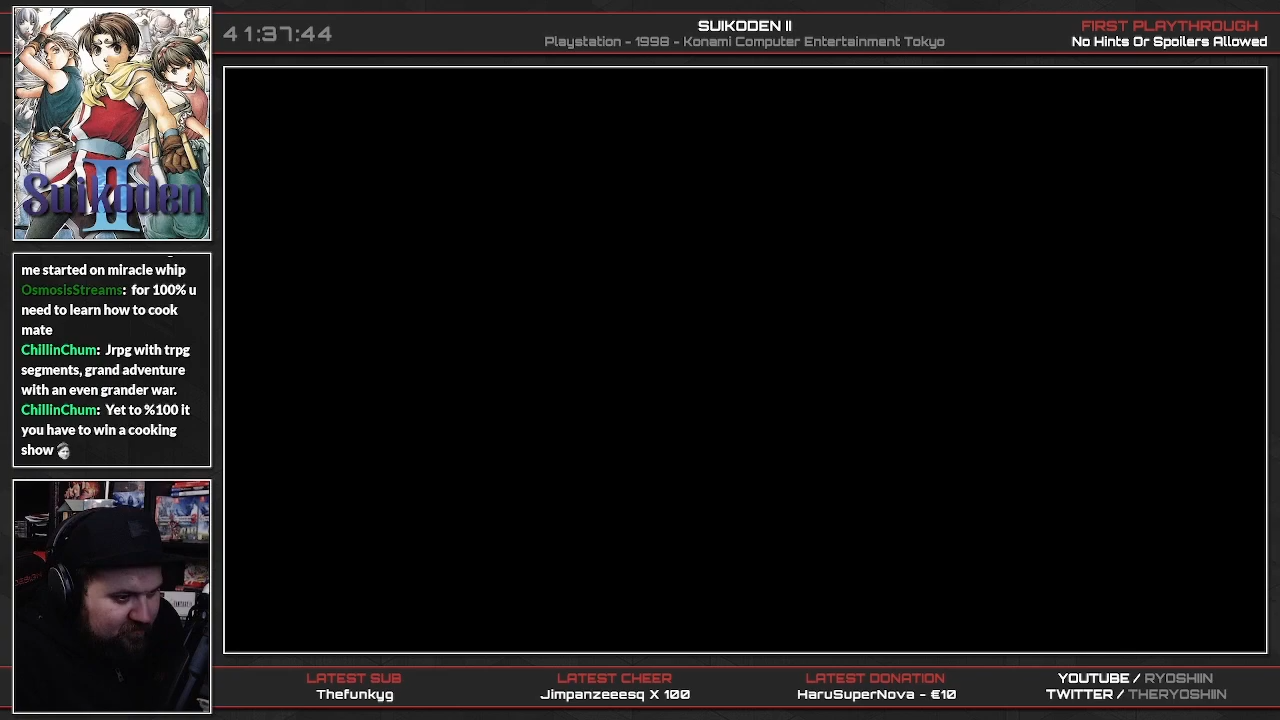 41:37:44
SUIKODEN II
Playstation - 1998 - Konami Computer Entertainment Tokyo
FIRST PLAYTHROUGH
No Hints Or Spoilers Allowed
Suikoden
II
me started on miracle whip
OsmosisStreams: for 100% u
need to learn how to cook
mate
ChillinChum: Jrpg with trpg
segments, grand adventure
with an even grander war.
ChillinChum: Yet to %100 it
you have to win a cooking
show
LATEST SUB
Thefunkyg
LATEST CHEER
Jimpanzeeesq X 100
LATEST DONATION
HaruSuperNova - €10
YOUTUBE / RYOSHIIN
TWITTER / THERYOSHIIN